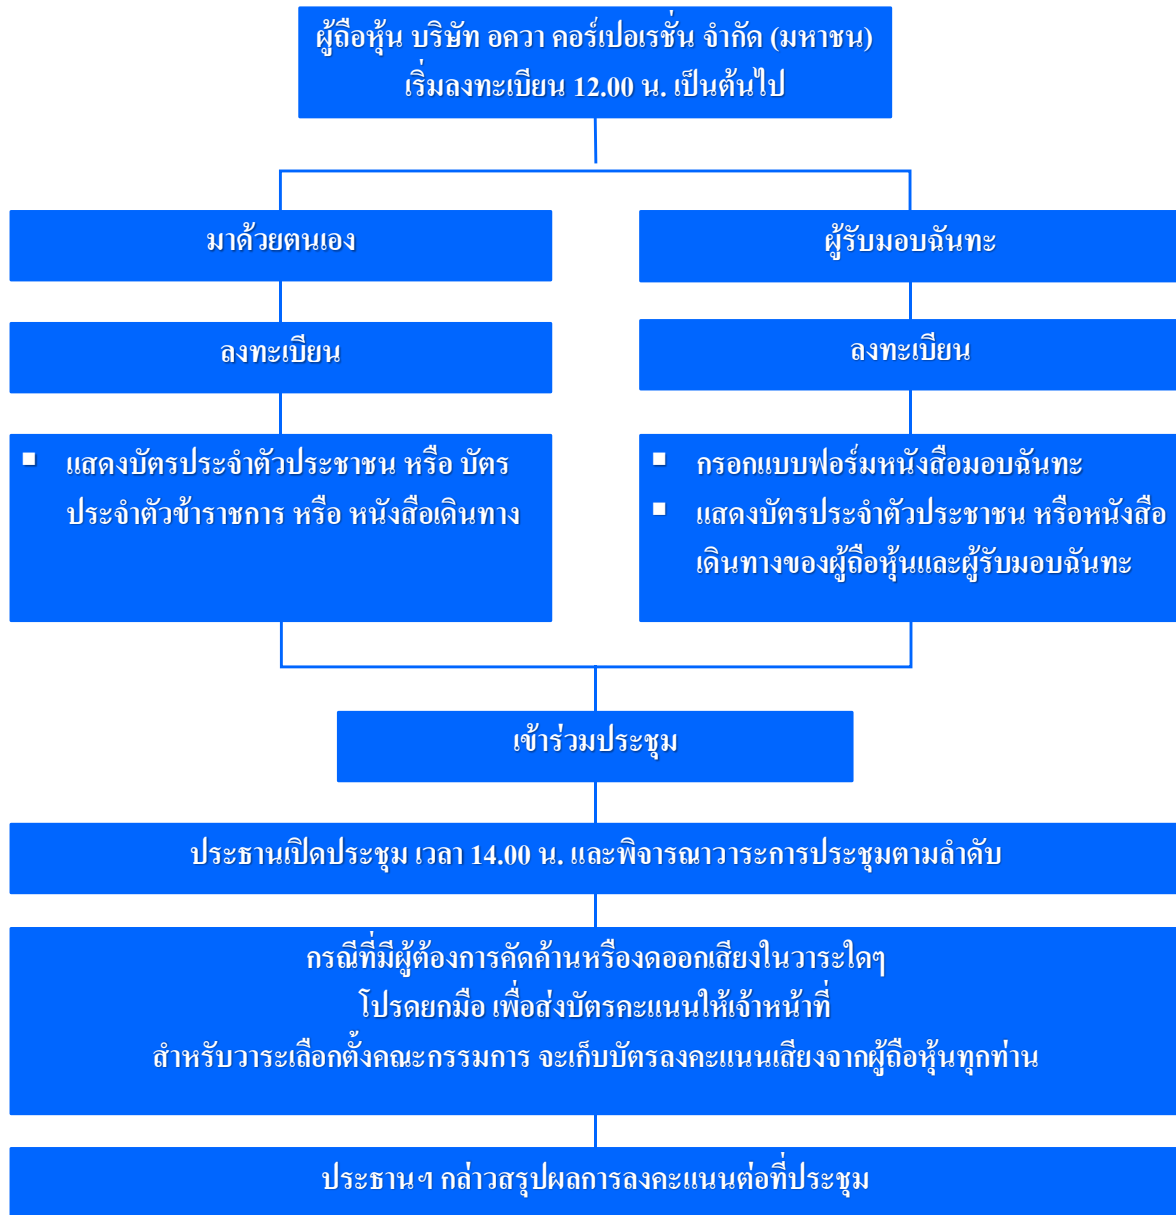 ผู้ถือหุ้น บริษัท อควา คอร์เปอเรชั่น จำกัด (มหาชน)
เริ่มลงทะเบียน 12.00 น. เป็นต้นไป
มาด้วยตนเอง
ลงทะเบียน
▪ แสดงบัตรประจำตัวประชาชน หรือ บัตร
ประจำตัวข้าราชการ หรือ หนังสือเดินทาง
ผู้รับมอบฉันทะ
ลงทะเบียน
▪ กรอกแบบฟอร์มหนังสือมอบฉันทะ
▪ แสดงบัตรประจำตัวประชาชน หรือหนังสือ
เดินทางของผู้ถือหุ้นและผู้รับมอบฉันทะ
เข้าร่วมประชุม
ประธานเปิดประชุม เวลา 14.00 น. และพิจารณาวาระการประชุมตามลำดับ
กรณีที่มีผู้ต้องการคัดค้านหรืองดออกเสียงในวาระใดๆ
โปรดยกมือ เพื่อส่งบัตรคะแนนให้เจ้าหน้าที่
สำหรับวาระเลือกตั้งคณะกรรมการ จะเก็บบัตรลงคะแนนเสียงจากผู้ถือหุ้นทุกท่าน
ประธานฯ กล่าวสรุปผลการลงคะแนนต่อที่ประชุม